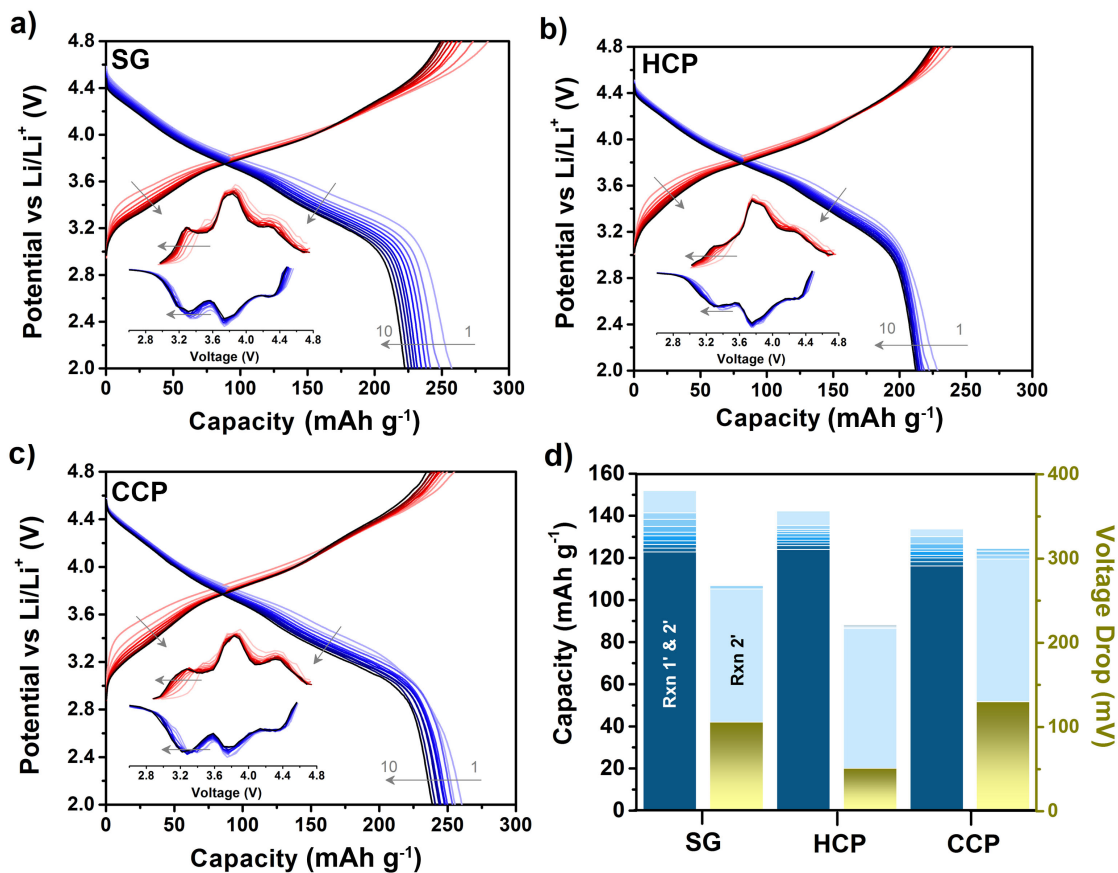 a)
SG
Potential vs Li/Li⁺ (V)
4.8
4.4
4.0
3.6
3.2
2.8
2.4
2.0
0 50 100 150 200 250 300
Capacity (mAh g⁻¹)
2.8 3.2 3.6 4.0 4.4 4.8
Voltage (V)
10 1
b)
HCP
Potential vs Li/Li⁺ (V)
4.8
4.4
4.0
3.6
3.2
2.8
2.4
2.0
0 50 100 150 200 250 300
Capacity (mAh g⁻¹)
2.8 3.2 3.6 4.0 4.4 4.8
Voltage (V)
10 1
c)
CCP
Potential vs Li/Li⁺ (V)
4.8
4.4
4.0
3.6
3.2
2.8
2.4
2.0
0 50 100 150 200 250 300
Capacity (mAh g⁻¹)
2.8 3.2 3.6 4.0 4.4 4.8
Voltage (V)
10 1
d)
Capacity (mAh g⁻¹)
160
140
120
100
80
60
40
20
0
Rxn 1' & 2'
Rxn 2'
SG HCP CCP
400
300
200
100
0
Voltage Drop (mV)